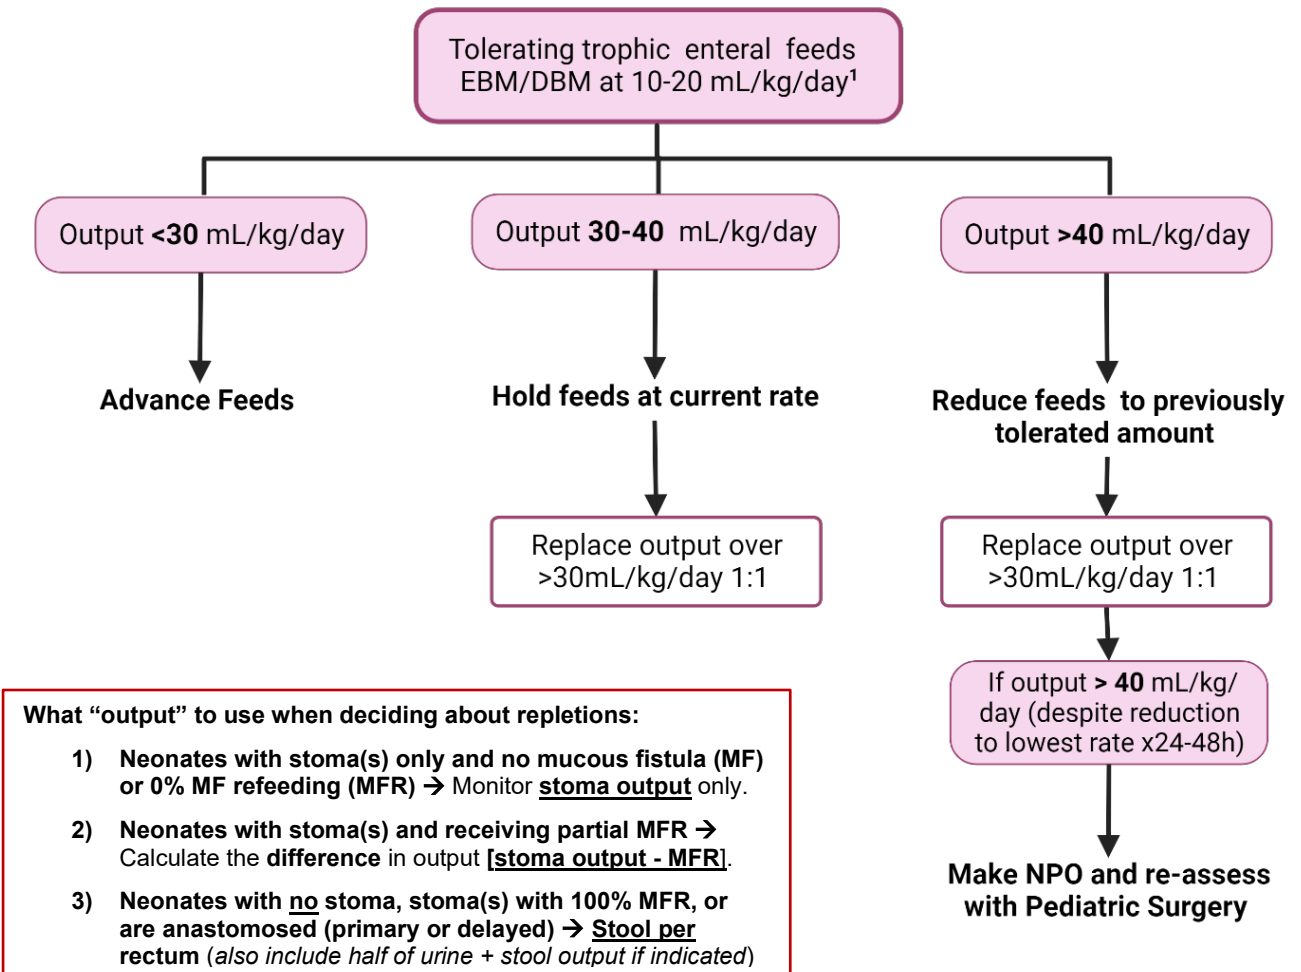 Tolerating trophic enteral feeds
EBM/DBM at 10-20 mL/kg/day¹
Output <30 mL/kg/day
Output 30-40 mL/kg/day
Output >40 mL/kg/day
Advance Feeds
Hold feeds at current rate
Reduce feeds to previously
tolerated amount
Replace output over
>30mL/kg/day 1:1
Replace output over
>30mL/kg/day 1:1
If output > 40 mL/kg/
day (despite reduction
to lowest rate x24-48h)
Make NPO and re-assess
with Pediatric Surgery
What “output” to use when deciding about repletions:
1) Neonates with stoma(s) only and no mucous fistula (MF)
or 0% MF refeeding (MFR) → Monitor stoma output only.
2) Neonates with stoma(s) and receiving partial MFR →
Calculate the difference in output [stoma output - MFR].
3) Neonates with no stoma, stoma(s) with 100% MFR, or
are anastomosed (primary or delayed) → Stool per
rectum (also include half of urine + stool output if indicated)